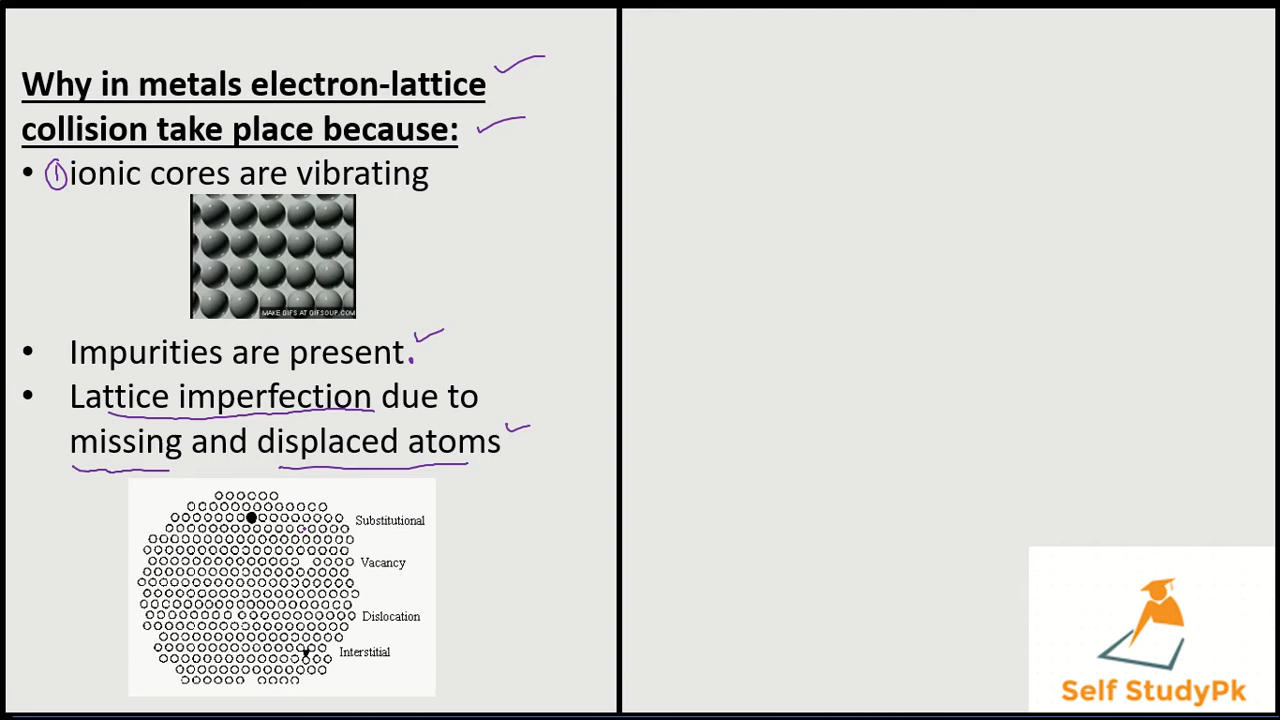 Why in metals electron-lattice
collision take place because:
• ①ionic cores are vibrating
MAKE GIFS AT GIFSOUP.COM
• Impurities are present.
• Lattice imperfection due to
missing and displaced atoms
Substitutional
Vacancy
Dislocation
Interstitial
Self StudyPk